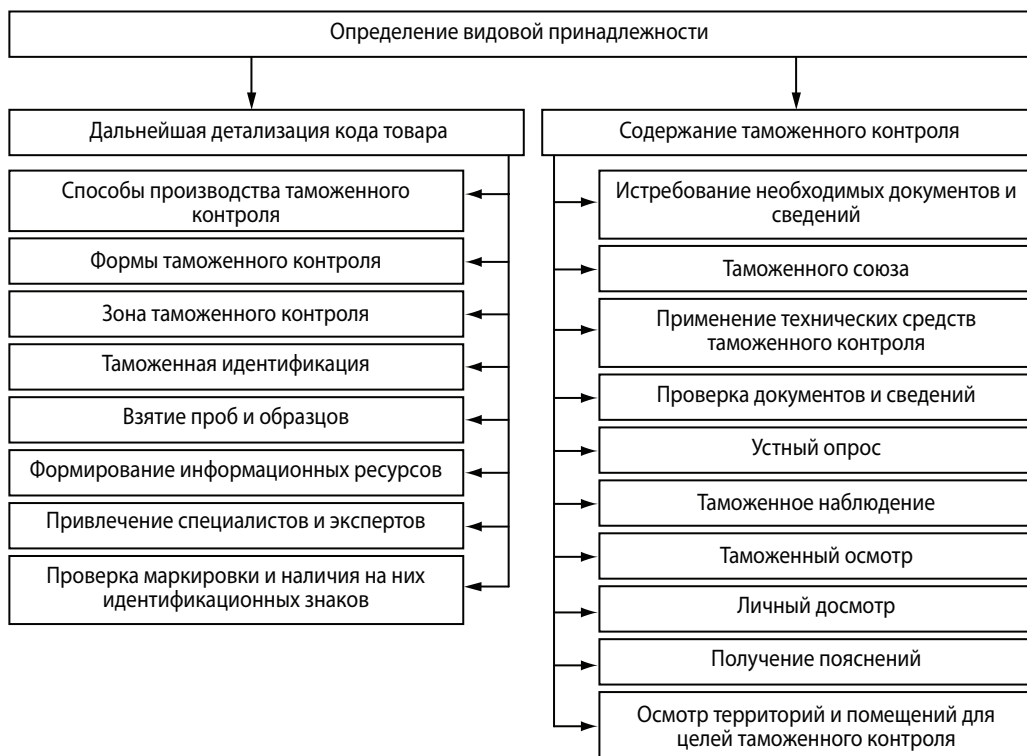 Определение видовой принадлежности
Дальнейшая детализация кода товара
Способы производства таможенного
контроля
Формы таможенного контроля
Зона таможенного контроля
Таможенная идентификация
Взятие проб и образцов
Формирование информационных ресурсов
Привлечение специалистов и экспертов
Проверка маркировки и наличия на них
идентификационных знаков
Содержание таможенного контроля
Истребование необходимых документов и
сведений
Таможенного союза
Применение технических средств
таможенного контроля
Проверка документов и сведений
Устный опрос
Таможенное наблюдение
Таможенный осмотр
Личный досмотр
Получение пояснений
Осмотр территорий и помещений для
целей таможенного контроля